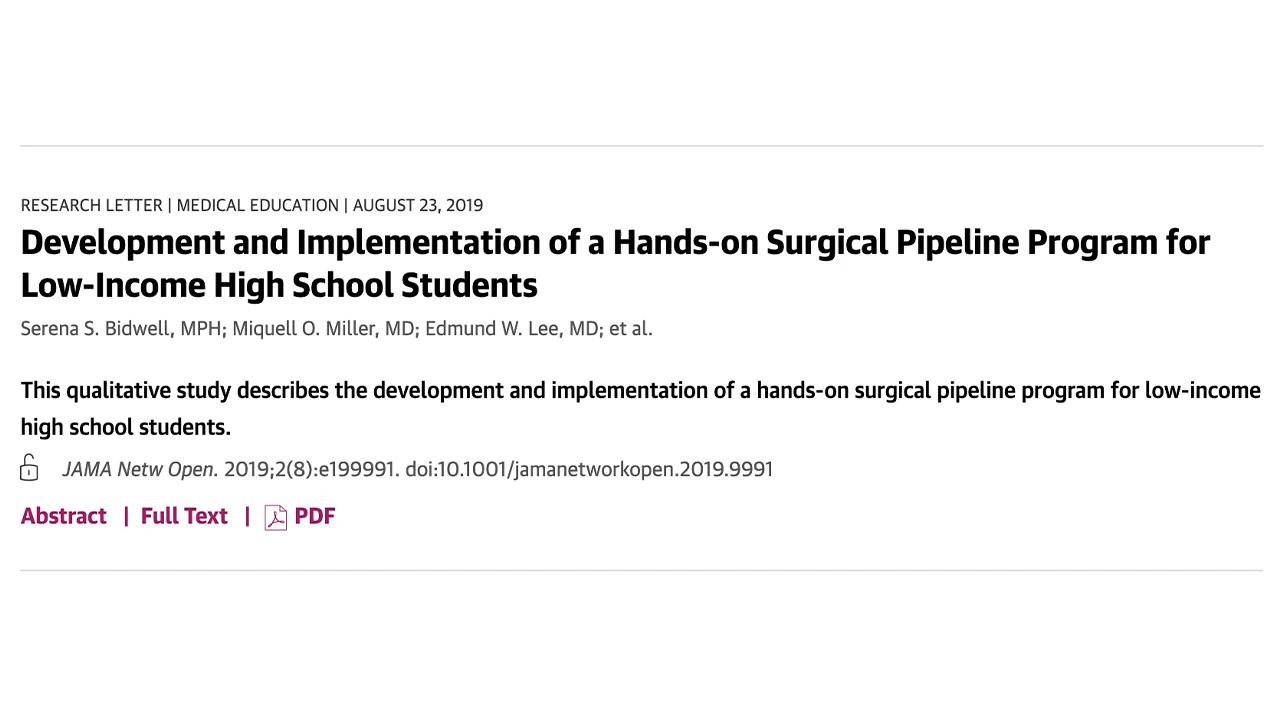 RESEARCH LETTER | MEDICAL EDUCATION | AUGUST 23, 2019
Development and Implementation of a Hands-on Surgical Pipeline Program for
Low-Income High School Students
Serena S. Bidwell, MPH; Miquell O. Miller, MD; Edmund W. Lee, MD; et al.
This qualitative study describes the development and implementation of a hands-on surgical pipeline program for low-income
high school students.
JAMA Netw Open. 2019;2(8):e199991. doi:10.1001/jamanetworkopen.2019.9991
Abstract | Full Text | PDF